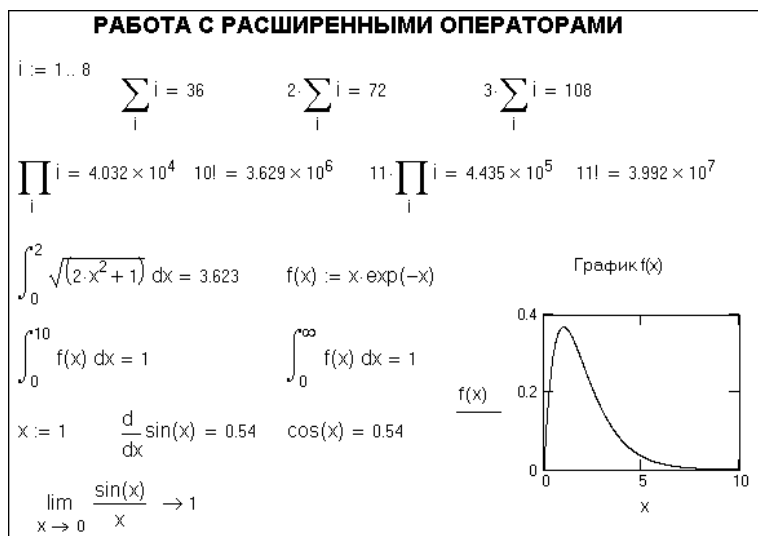 РАБОТА С РАСШИРЕННЫМИ ОПЕРАТОРАМИ
i := 1 .. 8
∑ᵢ i = 36 2·∑ᵢ i = 72 3·∑ᵢ i = 108
∏ᵢ i = 4.032 × 10⁴ 10! = 3.629 × 10⁶ 11·∏ᵢ i = 4.435 × 10⁵ 11! = 3.992 × 10⁷
∫₀² √(2·x² + 1) dx = 3.623 f(x) := x·exp(−x)
График f(x)
∫₀¹⁰ f(x) dx = 1 ∫₀^∞ f(x) dx = 1
x := 1 d/dx sin(x) = 0.54 cos(x) = 0.54
lim x → 0 sin(x)/x → 1
0.4
0.2
0
f(x)
0 5 10
x